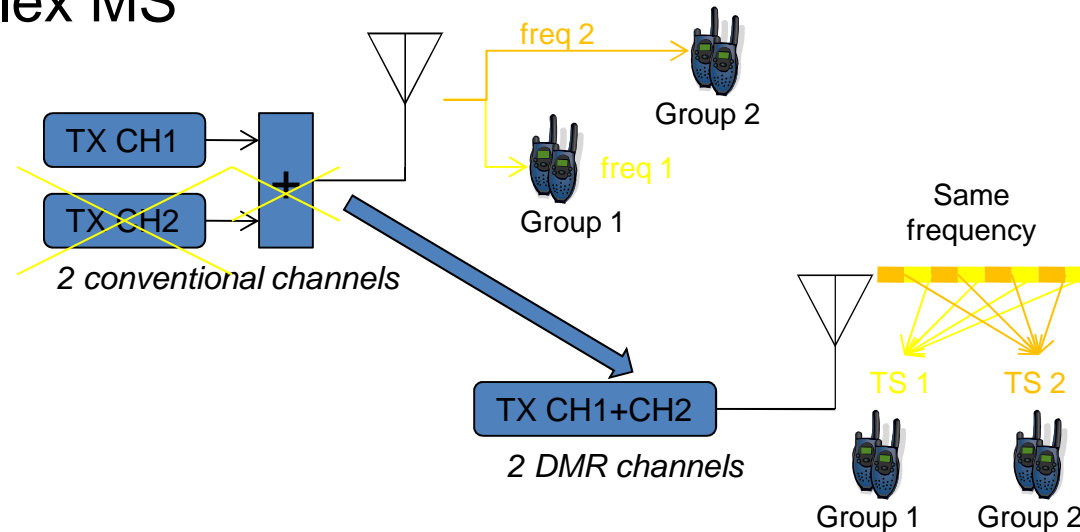 lex MS
freq 2
Group 2
TX CH1
+
freq 1
TX CH2
Group 1
2 conventional channels
Same
frequency
TS 1
TS 2
TX CH1+CH2
2 DMR channels
Group 1
Group 2